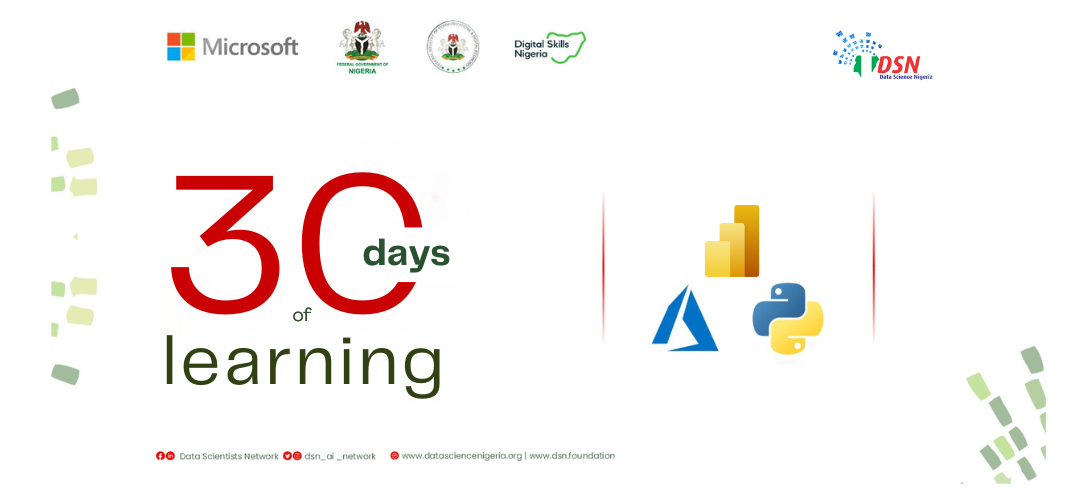 Microsoft
FEDERAL GOVERNMENT OF
NIGERIA
Digital Skills
Nigeria
DSN
Data Science Nigeria
30
days
of
learning
Data Scientists Network
dsn_ai _network
www.datasciencenigeria.org | www.dsn.foundation